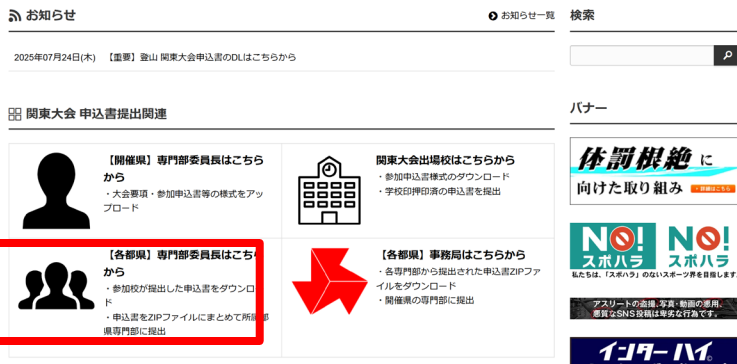 お知らせ
お知らせ一覧
2025年07月24日(木) 【重要】登山 関東大会申込書のDLはこちらから
関東大会 申込書提出関連
【開催県】専門部委員長はこちら
から
・大会要項・参加申込書等の様式をアッ
プロード
関東大会出場校はこちらから
・参加申込書様式のダウンロード
・学校印押印済の申込書を提出
【各都県】専門部委員長はこちら
から
・参加校が提出した申込書をダウンロー
ド
・申込書をZIPファイルにまとめて所属都
県専門部に提出
【各都県】事務局はこちらから
・各専門部から提出された申込書ZIPファ
イルをダウンロード
・開催県の専門部に提出
検索
バナー
体罰根絶 に
向けた取り組み
詳細はこちら
NO!
スポハラ
NO!
スポハラ
私たちは、「スポハラ」のないスポーツ界を目指します。
アスリートの盗撮、写真・動画の悪用、
悪質なSNS投稿は卑劣な行為です。
インターハイ